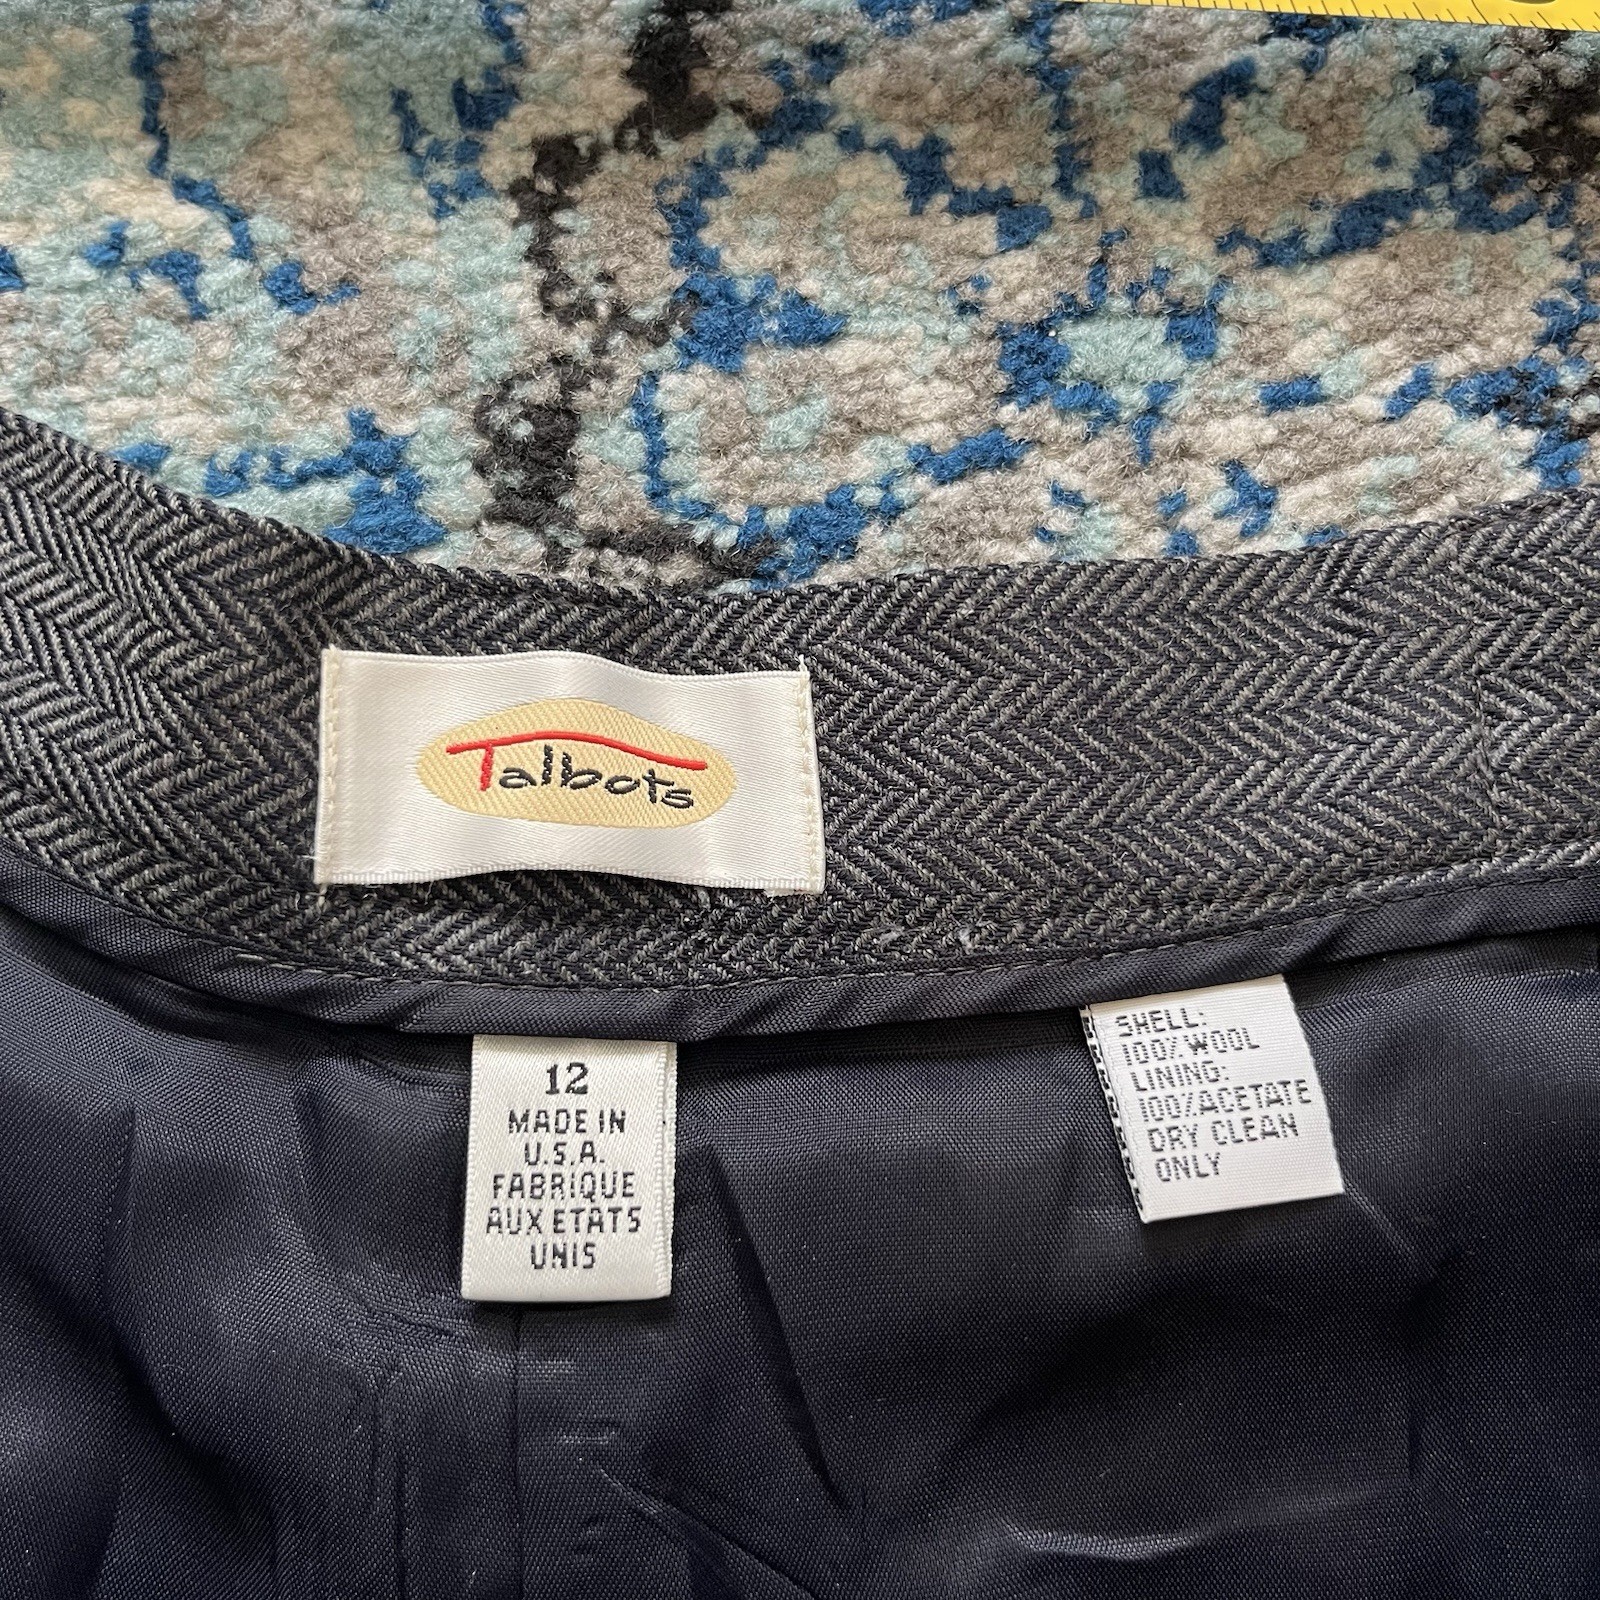 Talbots
12
MADE IN
U.S.A.
FABRIQUE
AUX ETATS
UNIS
SHELL:
100% WOOL
LINING:
100% ACETATE
DRY CLEAN
ONLY